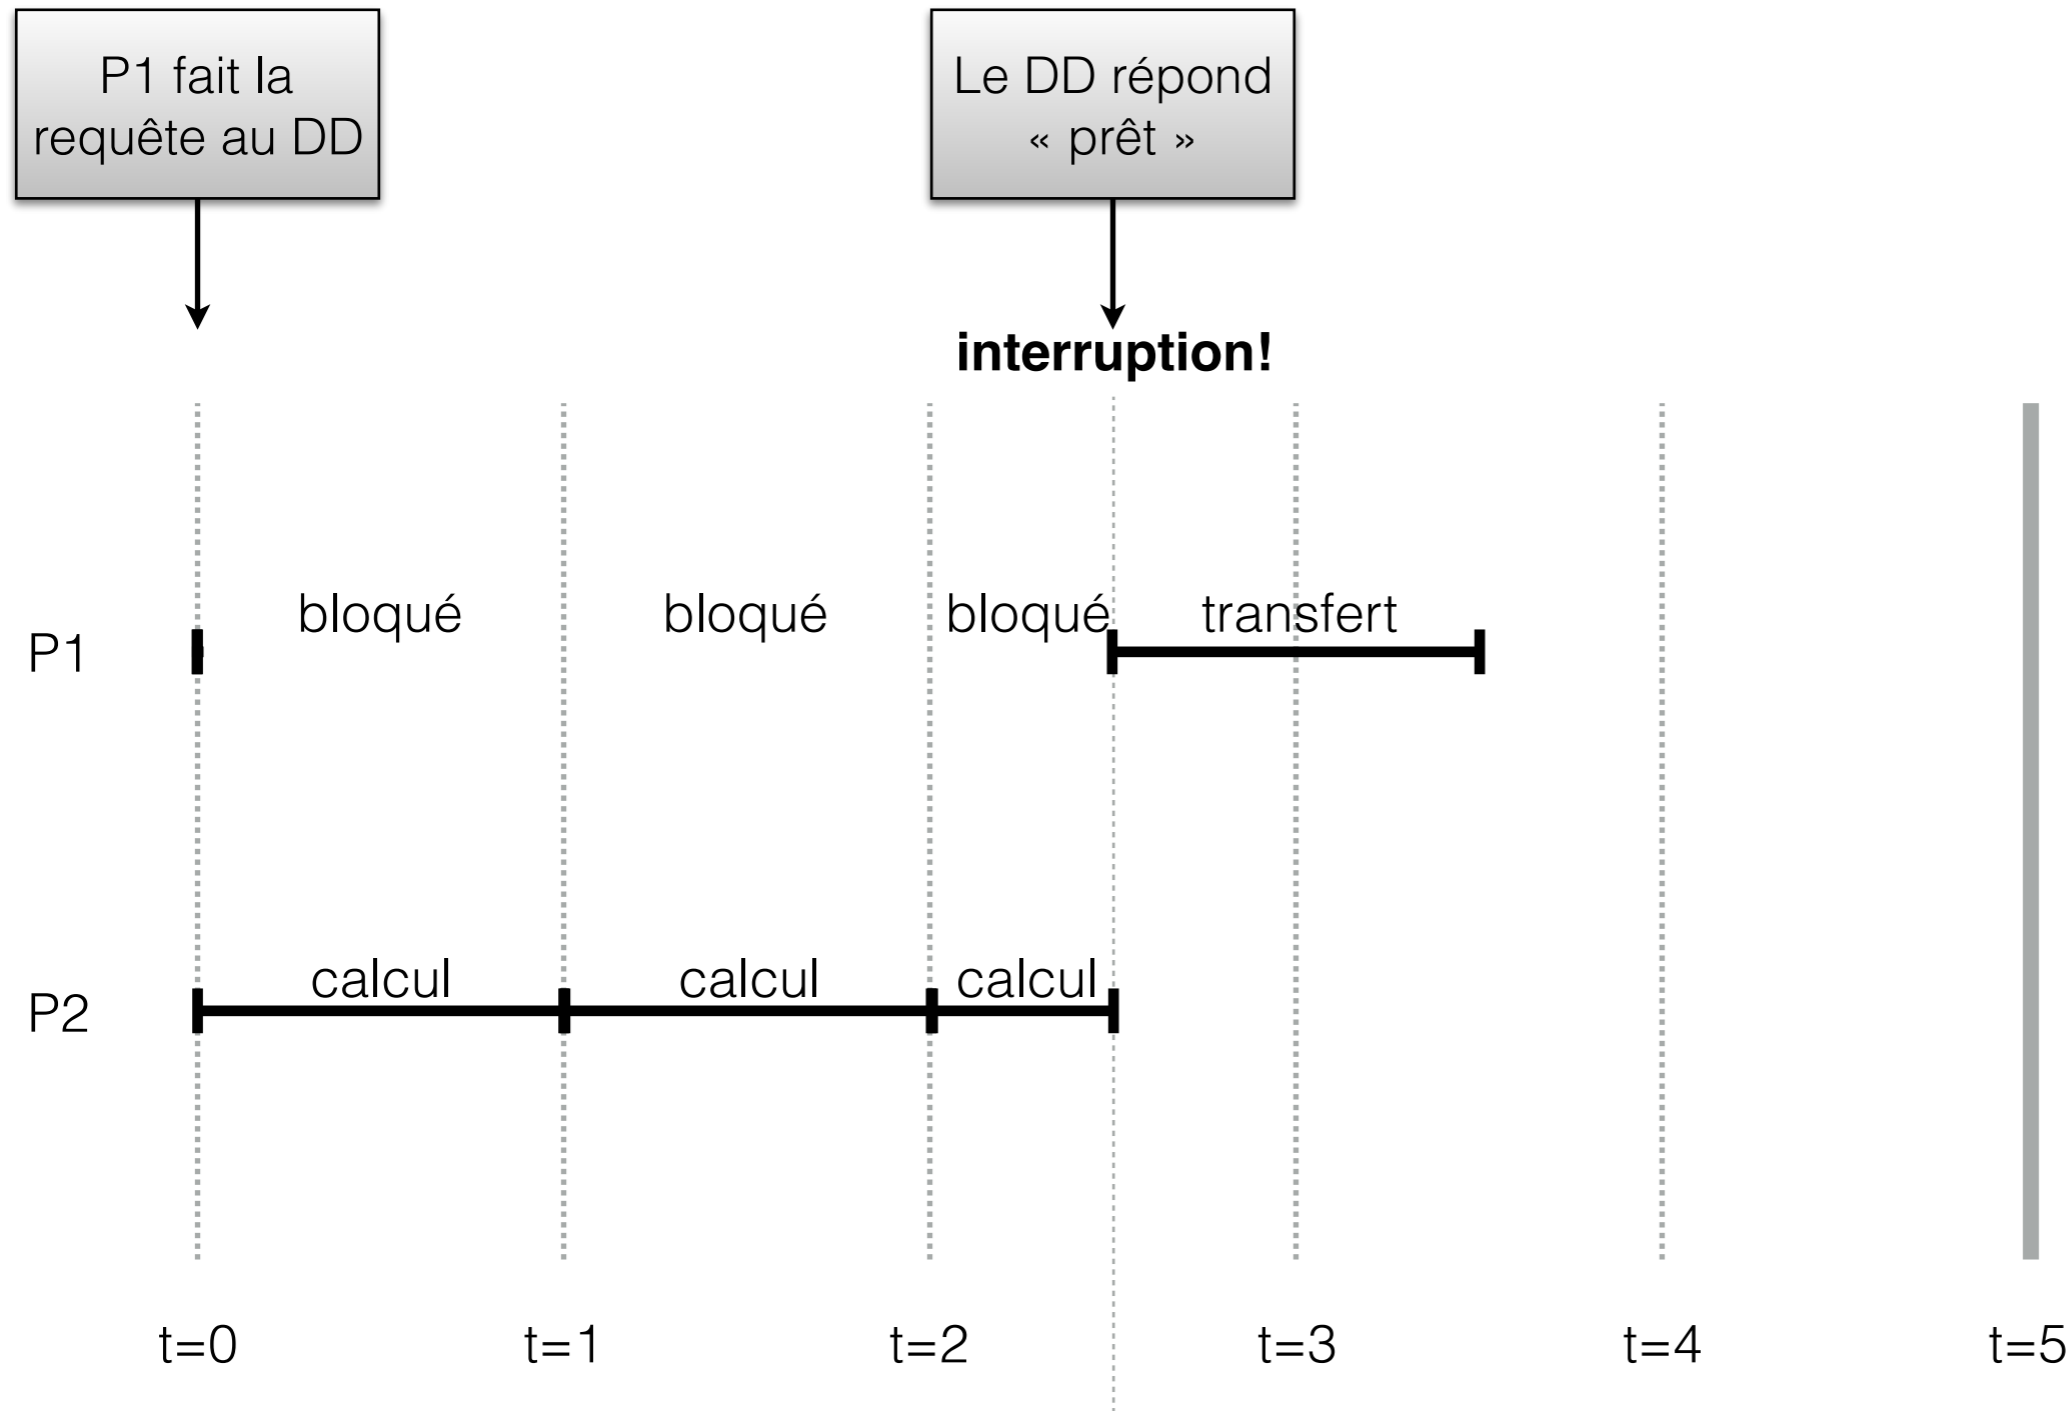 P1 fait la
requête au DD
Le DD répond
« prêt »
interruption!
bloqué
bloqué
bloqué
transfert
P1
calcul
calcul
calcul
P2
t=0
t=1
t=2
t=3
t=4
t=5